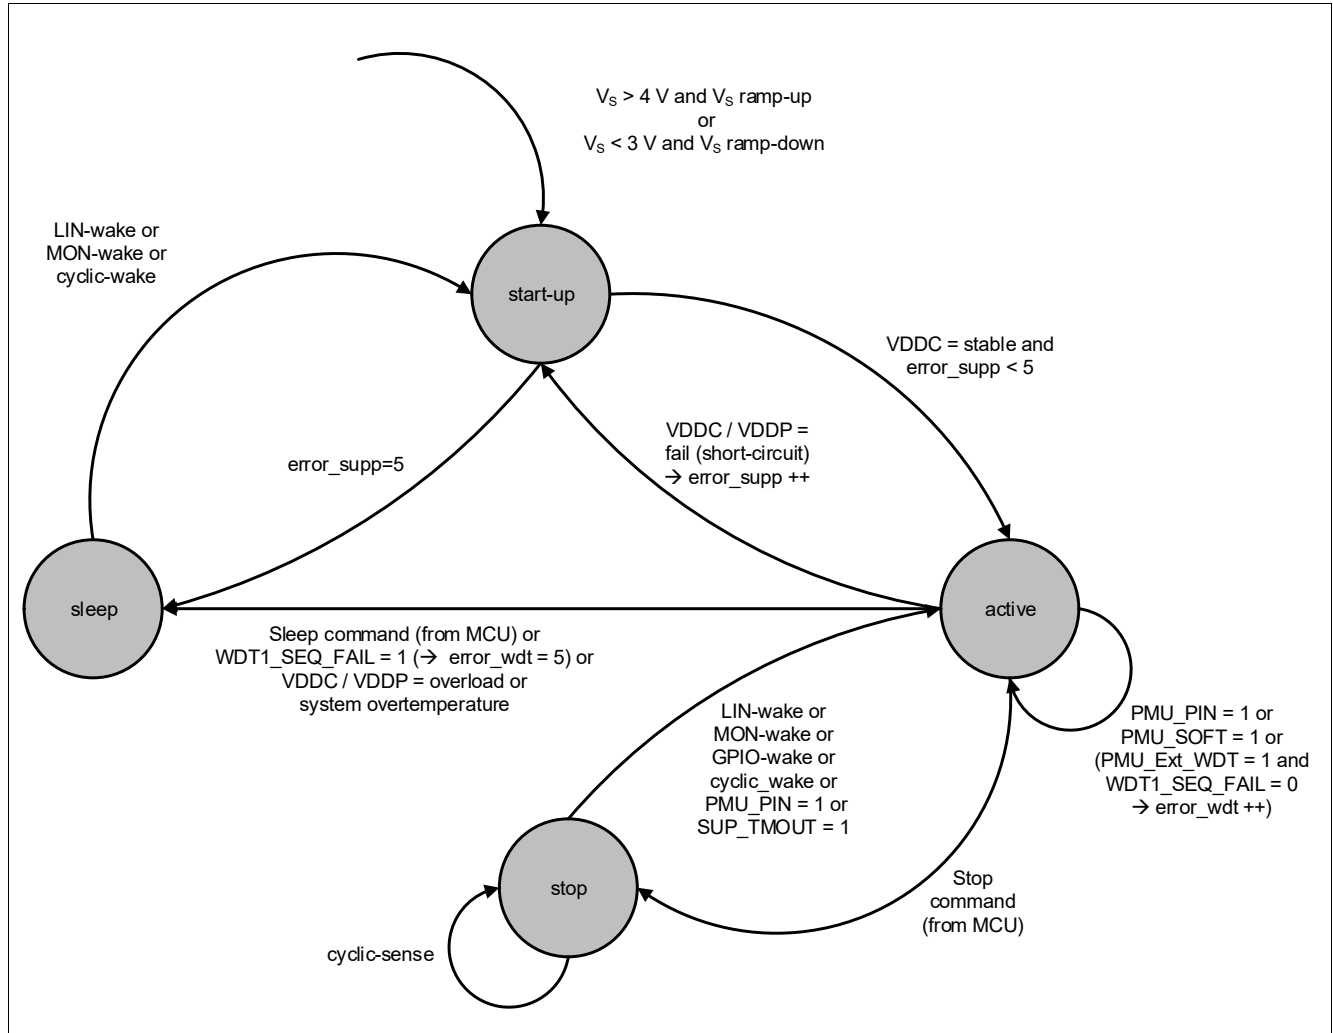 V_S > 4 V and V_S ramp-up
or
V_S < 3 V and V_S ramp-down
LIN-wake or
MON-wake or
cyclic-wake
start-up
VDDC = stable and
error_supp < 5
VDDC / VDDP =
fail (short-circuit)
→ error_supp ++
error_supp=5
sleep
active
Sleep command (from MCU) or
WDT1_SEQ_FAIL = 1 (→ error_wdt = 5) or
VDDC / VDDP = overload or
system overtemperature
LIN-wake or
MON-wake or
GPIO-wake or
cyclic_wake or
PMU_PIN = 1 or
SUP_TMOUT = 1
PMU_PIN = 1 or
PMU_SOFT = 1 or
(PMU_Ext_WDT = 1 and
WDT1_SEQ_FAIL = 0
→ error_wdt ++)
stop
Stop
command
(from MCU)
cyclic-sense